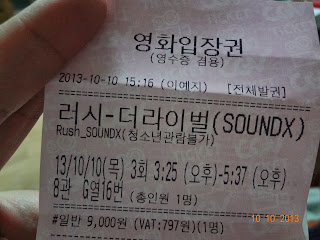 영화입장권
(영수증 겸용)
2013-10-10 15:16 (이예지) [전체발권]
러시-더라이벌(SOUNDX)
Rush_SOUNDX(청소년관람불가)
13/10/10(목) 3회 3:25 (오후)-5:37 (오후)
8관 G열16번 (총인원 1명)
#일반 9,000원 (VAT:797원)(1명)
10 10 2013